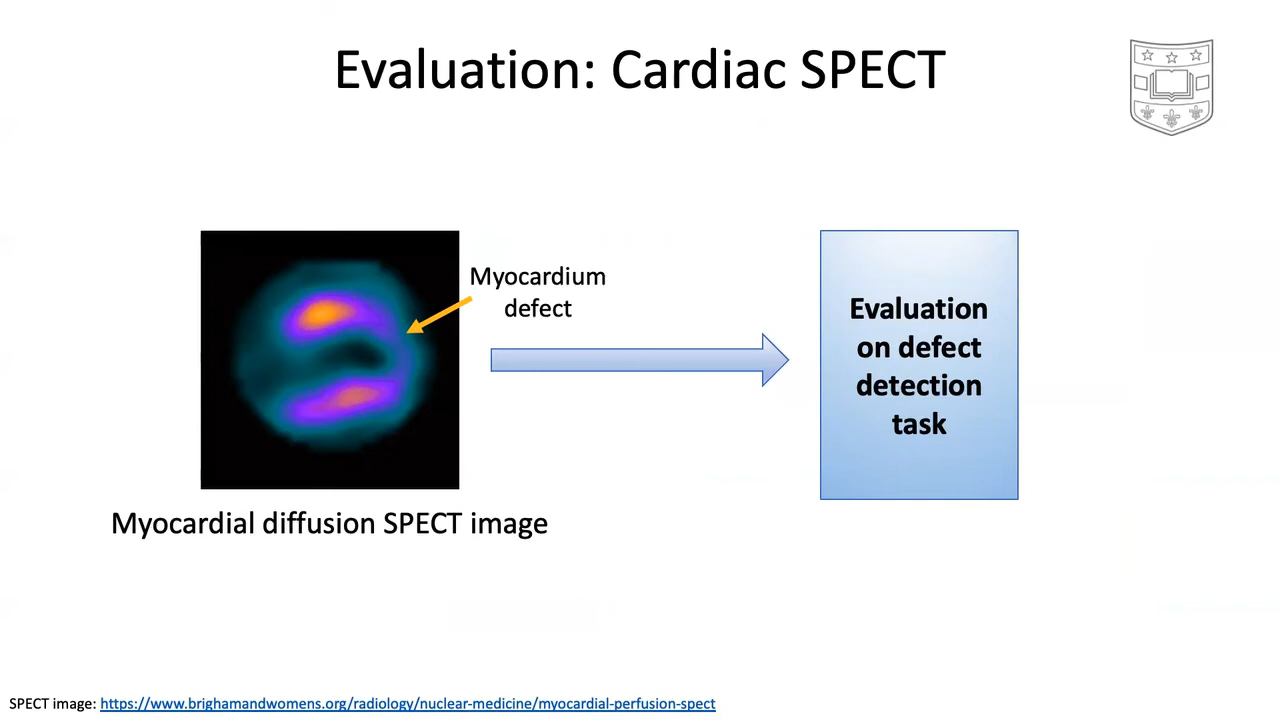 Evaluation: Cardiac SPECT
Myocardium
defect
Evaluation
on defect
detection
task
Myocardial diffusion SPECT image
SPECT image: https://www.brighamandwomens.org/radiology/nuclear-medicine/myocardial-perfusion-spect